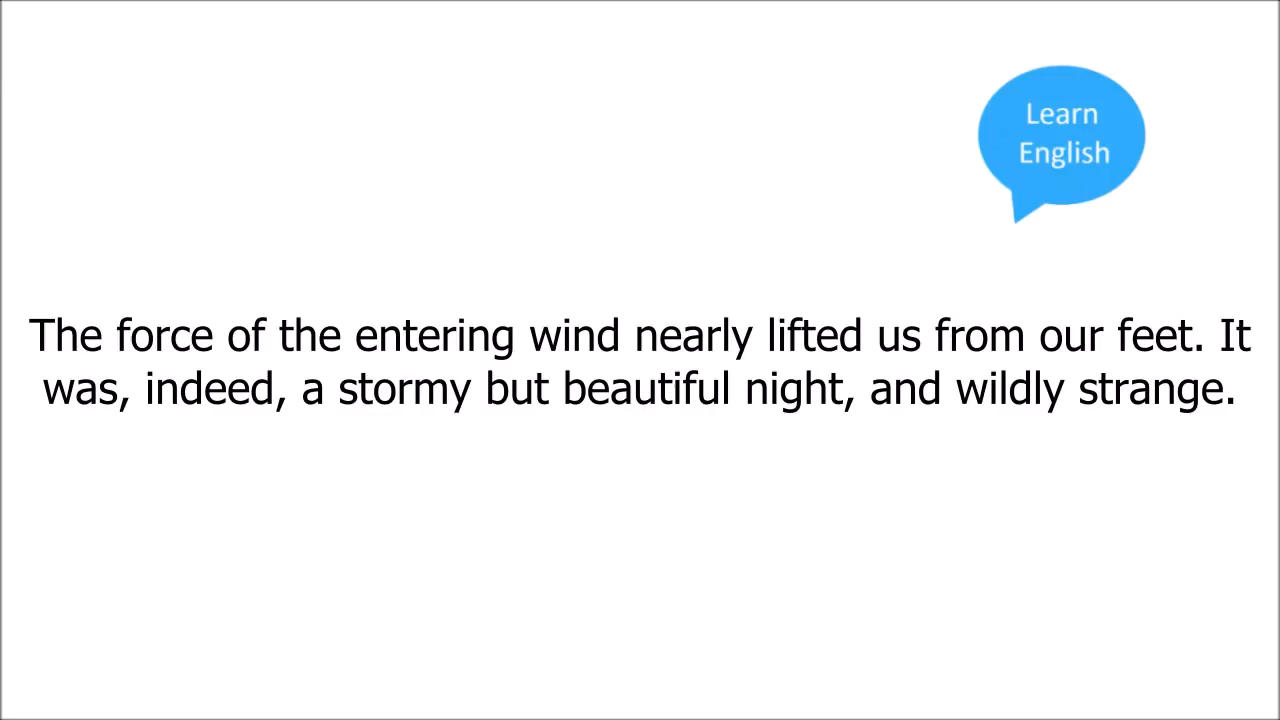 Learn
English
The force of the entering wind nearly lifted us from our feet. It
was, indeed, a stormy but beautiful night, and wildly strange.